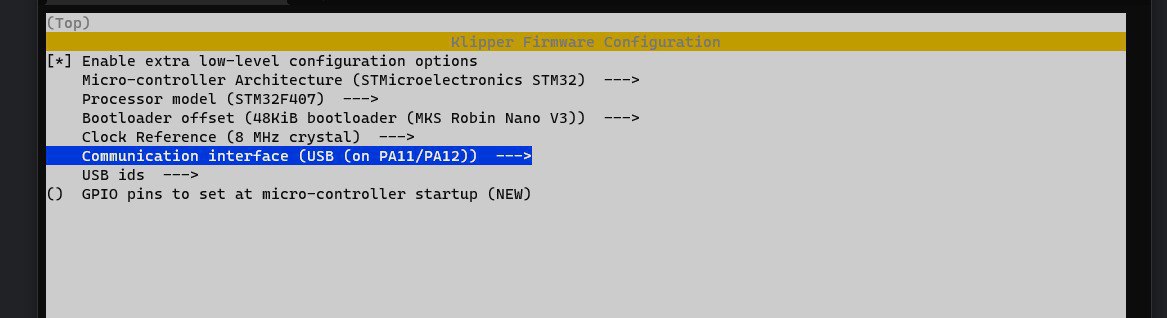 (Top)
Klipper Firmware Configuration
[*] Enable extra low-level configuration options
Micro-controller Architecture (STMicroelectronics STM32)  --->
Processor model (STM32F407)  --->
Bootloader offset (48KiB bootloader (MKS Robin Nano V3))  --->
Clock Reference (8 MHz crystal)  --->
Communication interface (USB (on PA11/PA12))  --->
USB ids  --->
()  GPIO pins to set at micro-controller startup (NEW)